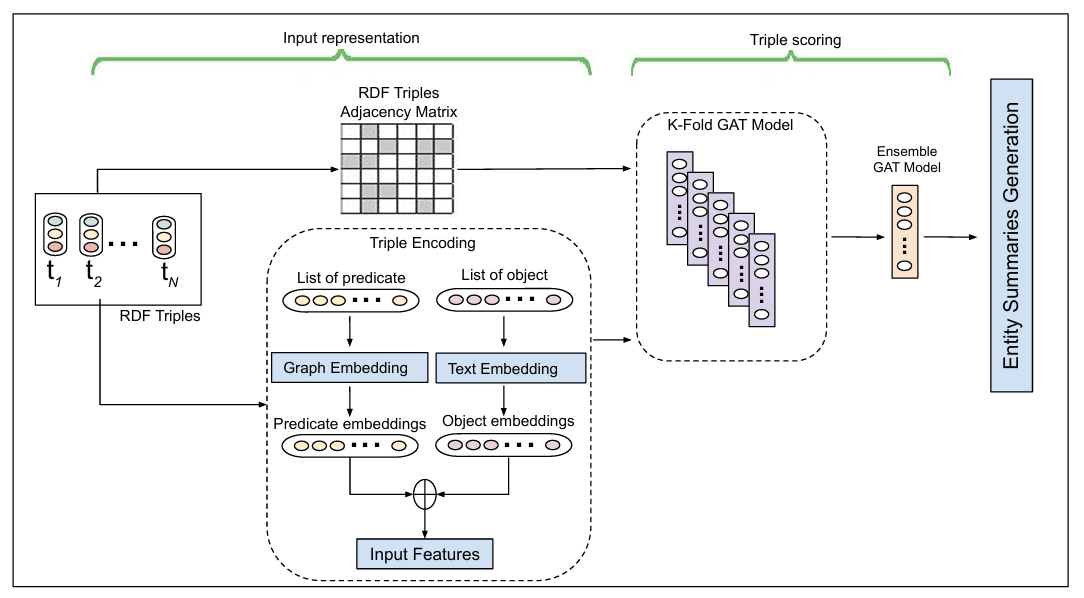 Input representation
Triple scoring
RDF Triples
Adjacency Matrix
K-Fold GAT Model
Ensemble
GAT Model
Entity Summaries Generation
t1 t2 ... tN
RDF Triples
Triple Encoding
List of predicate
List of object
Graph Embedding
Text Embedding
Predicate embeddings
Object embeddings
Input Features